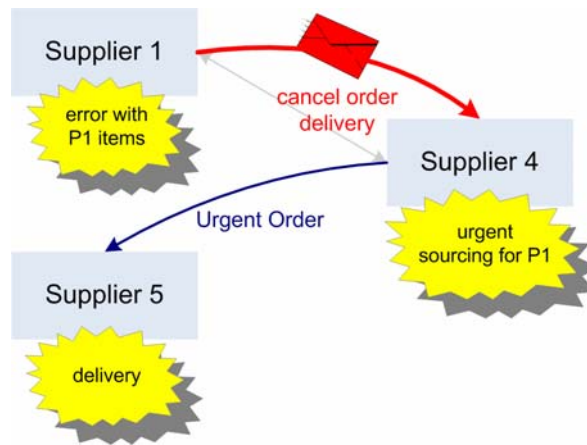 Supplier 1
error with
P1 items
cancel order
delivery
Supplier 4
urgent
sourcing for P1
Urgent Order
Supplier 5
delivery